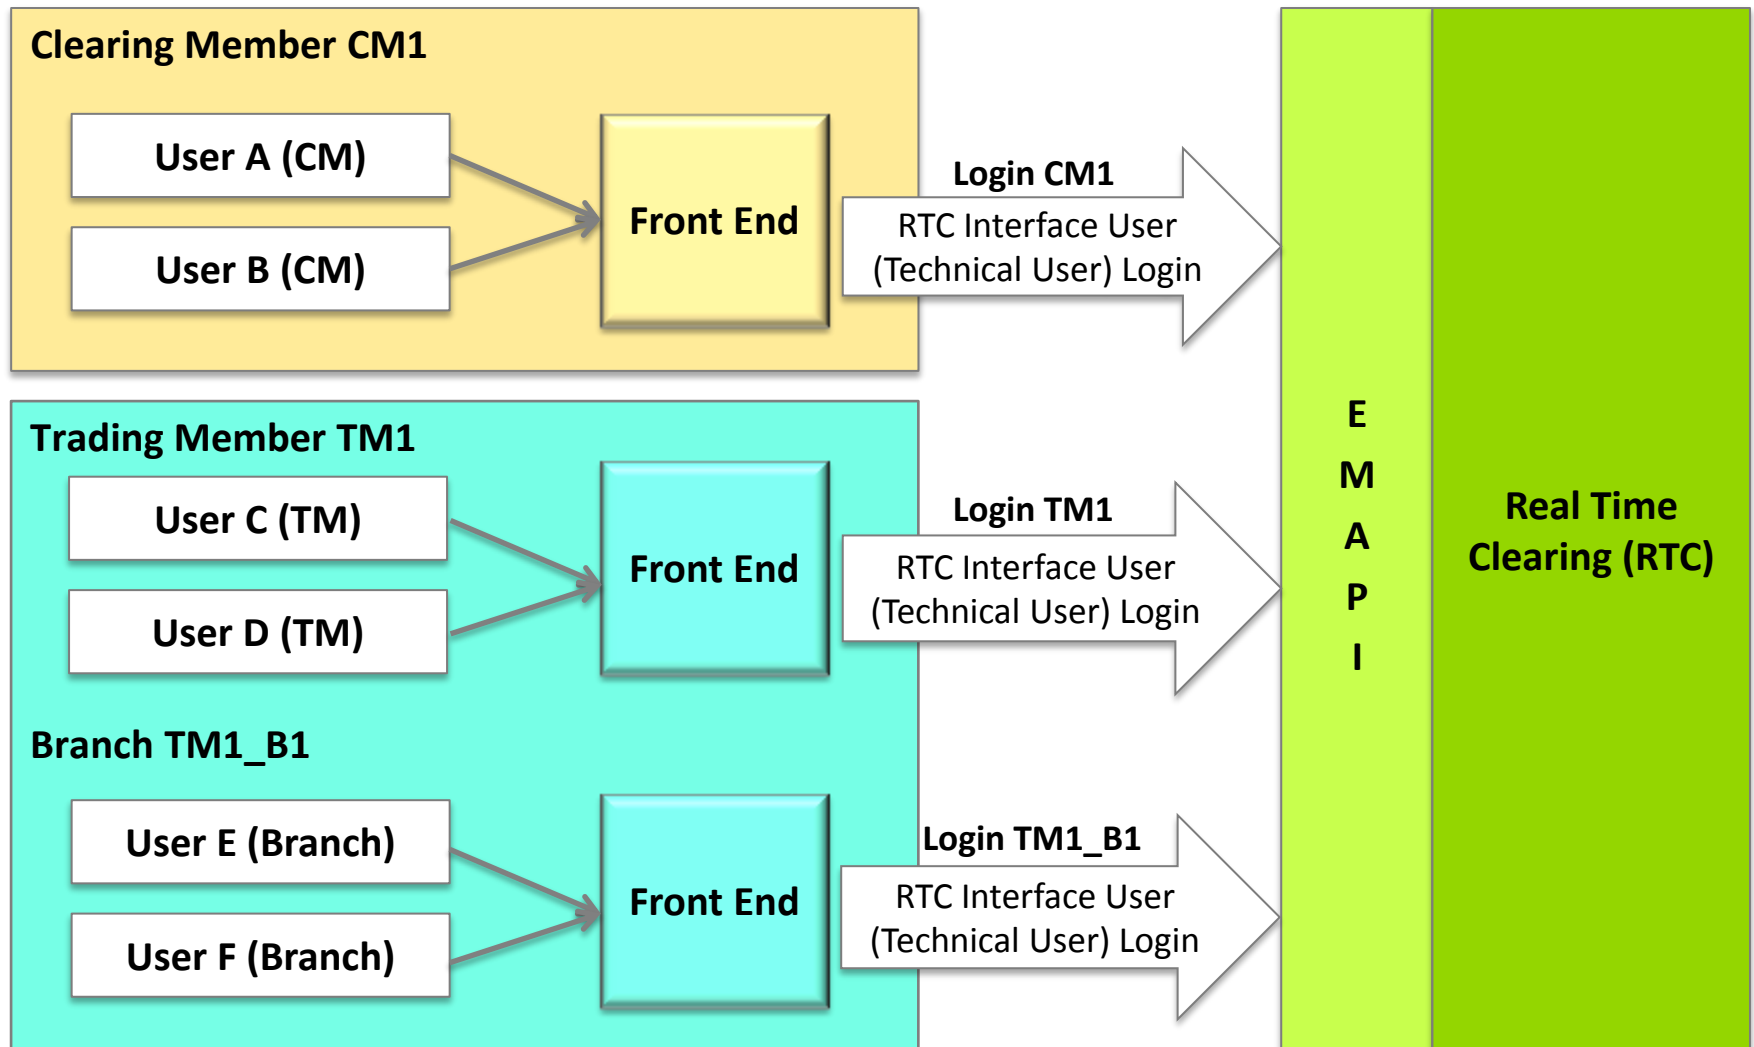 Clearing Member CM1
User A (CM)
User B (CM)
Front End
Login CM1
RTC Interface User
(Technical User) Login
Trading Member TM1
User C (TM)
User D (TM)
Front End
Login TM1
RTC Interface User
(Technical User) Login
Branch TM1_B1
User E (Branch)
User F (Branch)
Front End
Login TM1_B1
RTC Interface User
(Technical User) Login
E
M
A
P
I
Real Time
Clearing (RTC)